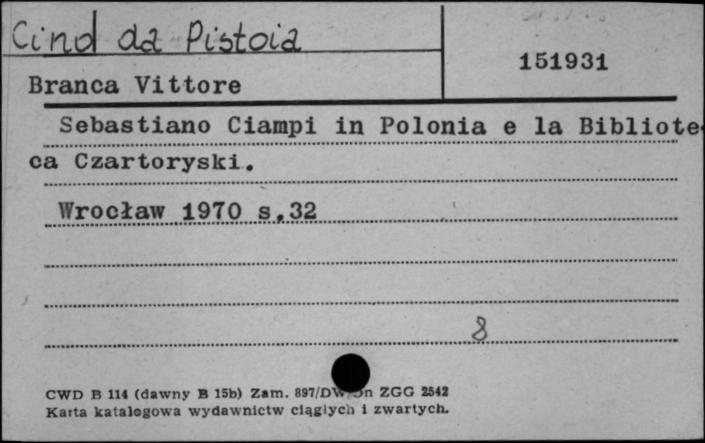 Cino da Pistoia
151931
Branca Vittore
Sebastiano Ciampi in Polonia e la Bibliote-
ca Czartoryski.
Wrocław 1970 s.32
8
CWD B 114 (dawny B 15b) Zam. 897/DW ZGG 2542
Karta katalogowa wydawnictw ciągłych i zwartych.